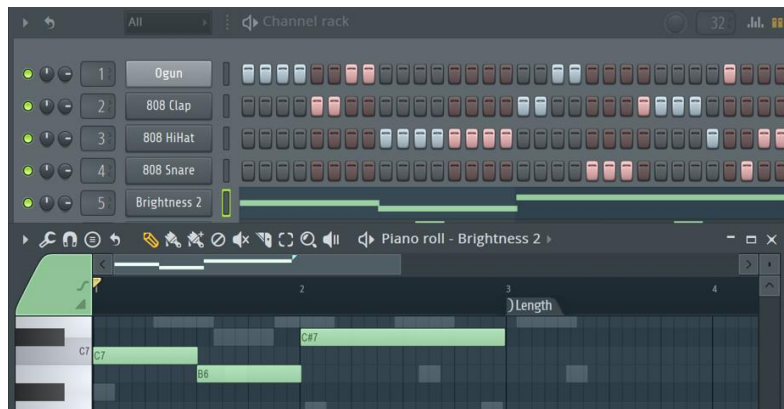 All Channel rack 32
1 Ogun
2 808 Clap
3 808 HiHat
4 808 Snare
5 Brightness 2
Piano roll - Brightness 2
1 2 3 4
Length
C#7
C7 C7
B6